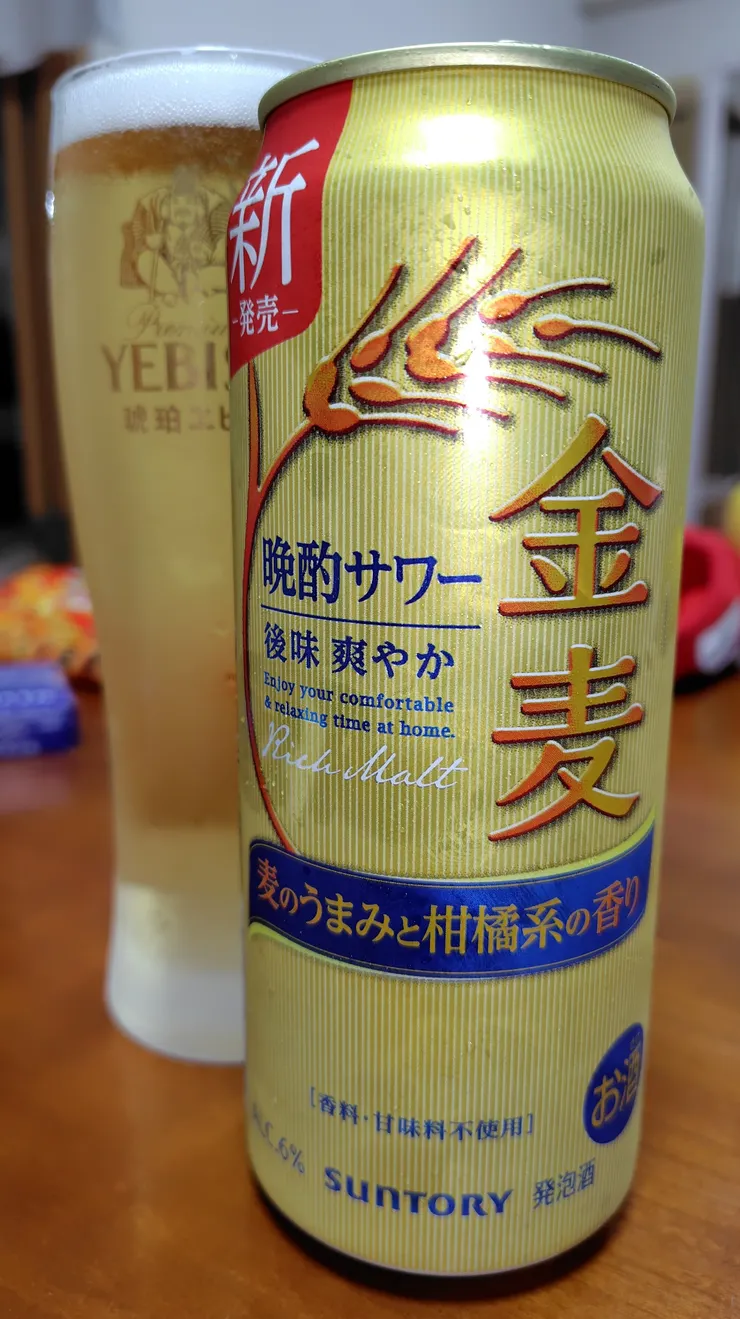 新
発売
金麦
晩酌サワー
後味 爽やか
Enjoy your comfortable
& relaxing time at home.
Rich Malt
麦のうまみと柑橘系の香り
お酒
[香料・甘味料不使用]
ALC.6%
SUNTORY 発泡酒
Premium
YEBIS
琥珀エビ